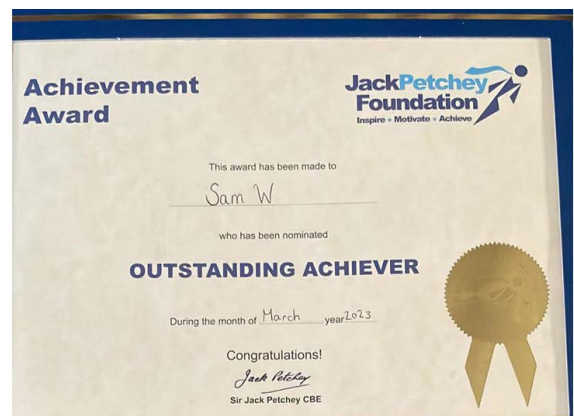 Achievement
Award
JackPetchey
Foundation
Inspire • Motivate • Achieve
This award has been made to
Sam W
who has been nominated
OUTSTANDING ACHIEVER
During the month of March year 2023
Congratulations!
Jack Petchey
Sir Jack Petchey CBE